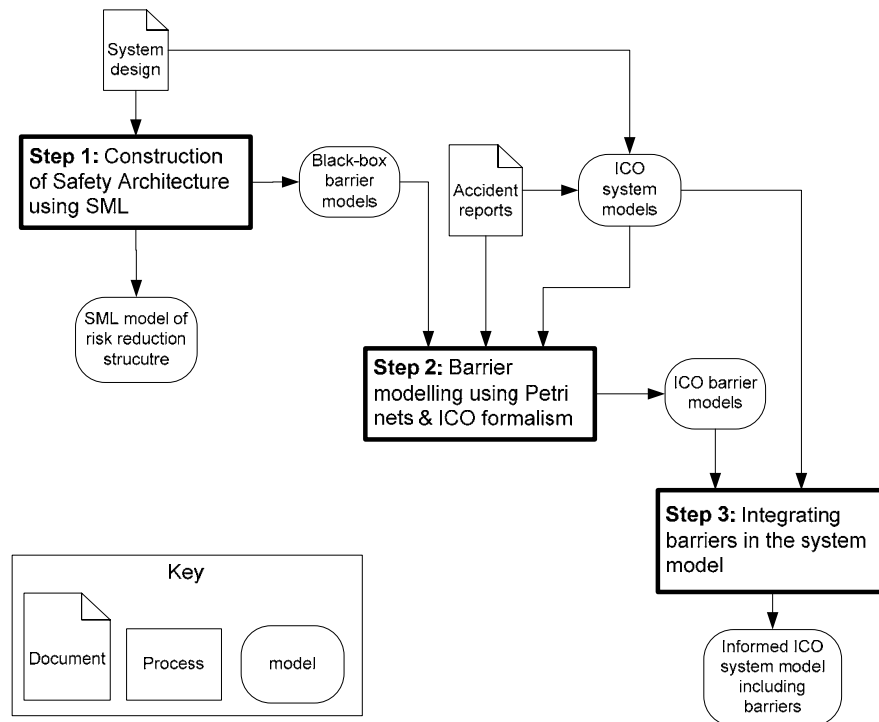 System
design
Step 1: Construction
of Safety Architecture
using SML
Black-box
barrier
models
Accident
reports
ICO
system
models
SML model of
risk reduction
strucutre
Step 2: Barrier
modelling using Petri
nets & ICO formalism
ICO barrier
models
Step 3: Integrating
barriers in the system
model
Informed ICO
system model
including
barriers
Key
Document
Process
model